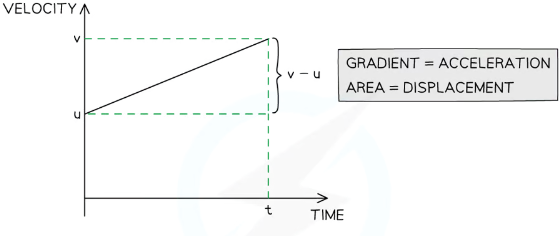 VELOCITY
v
v – u
GRADIENT = ACCELERATION
AREA = DISPLACEMENT
u
t
TIME